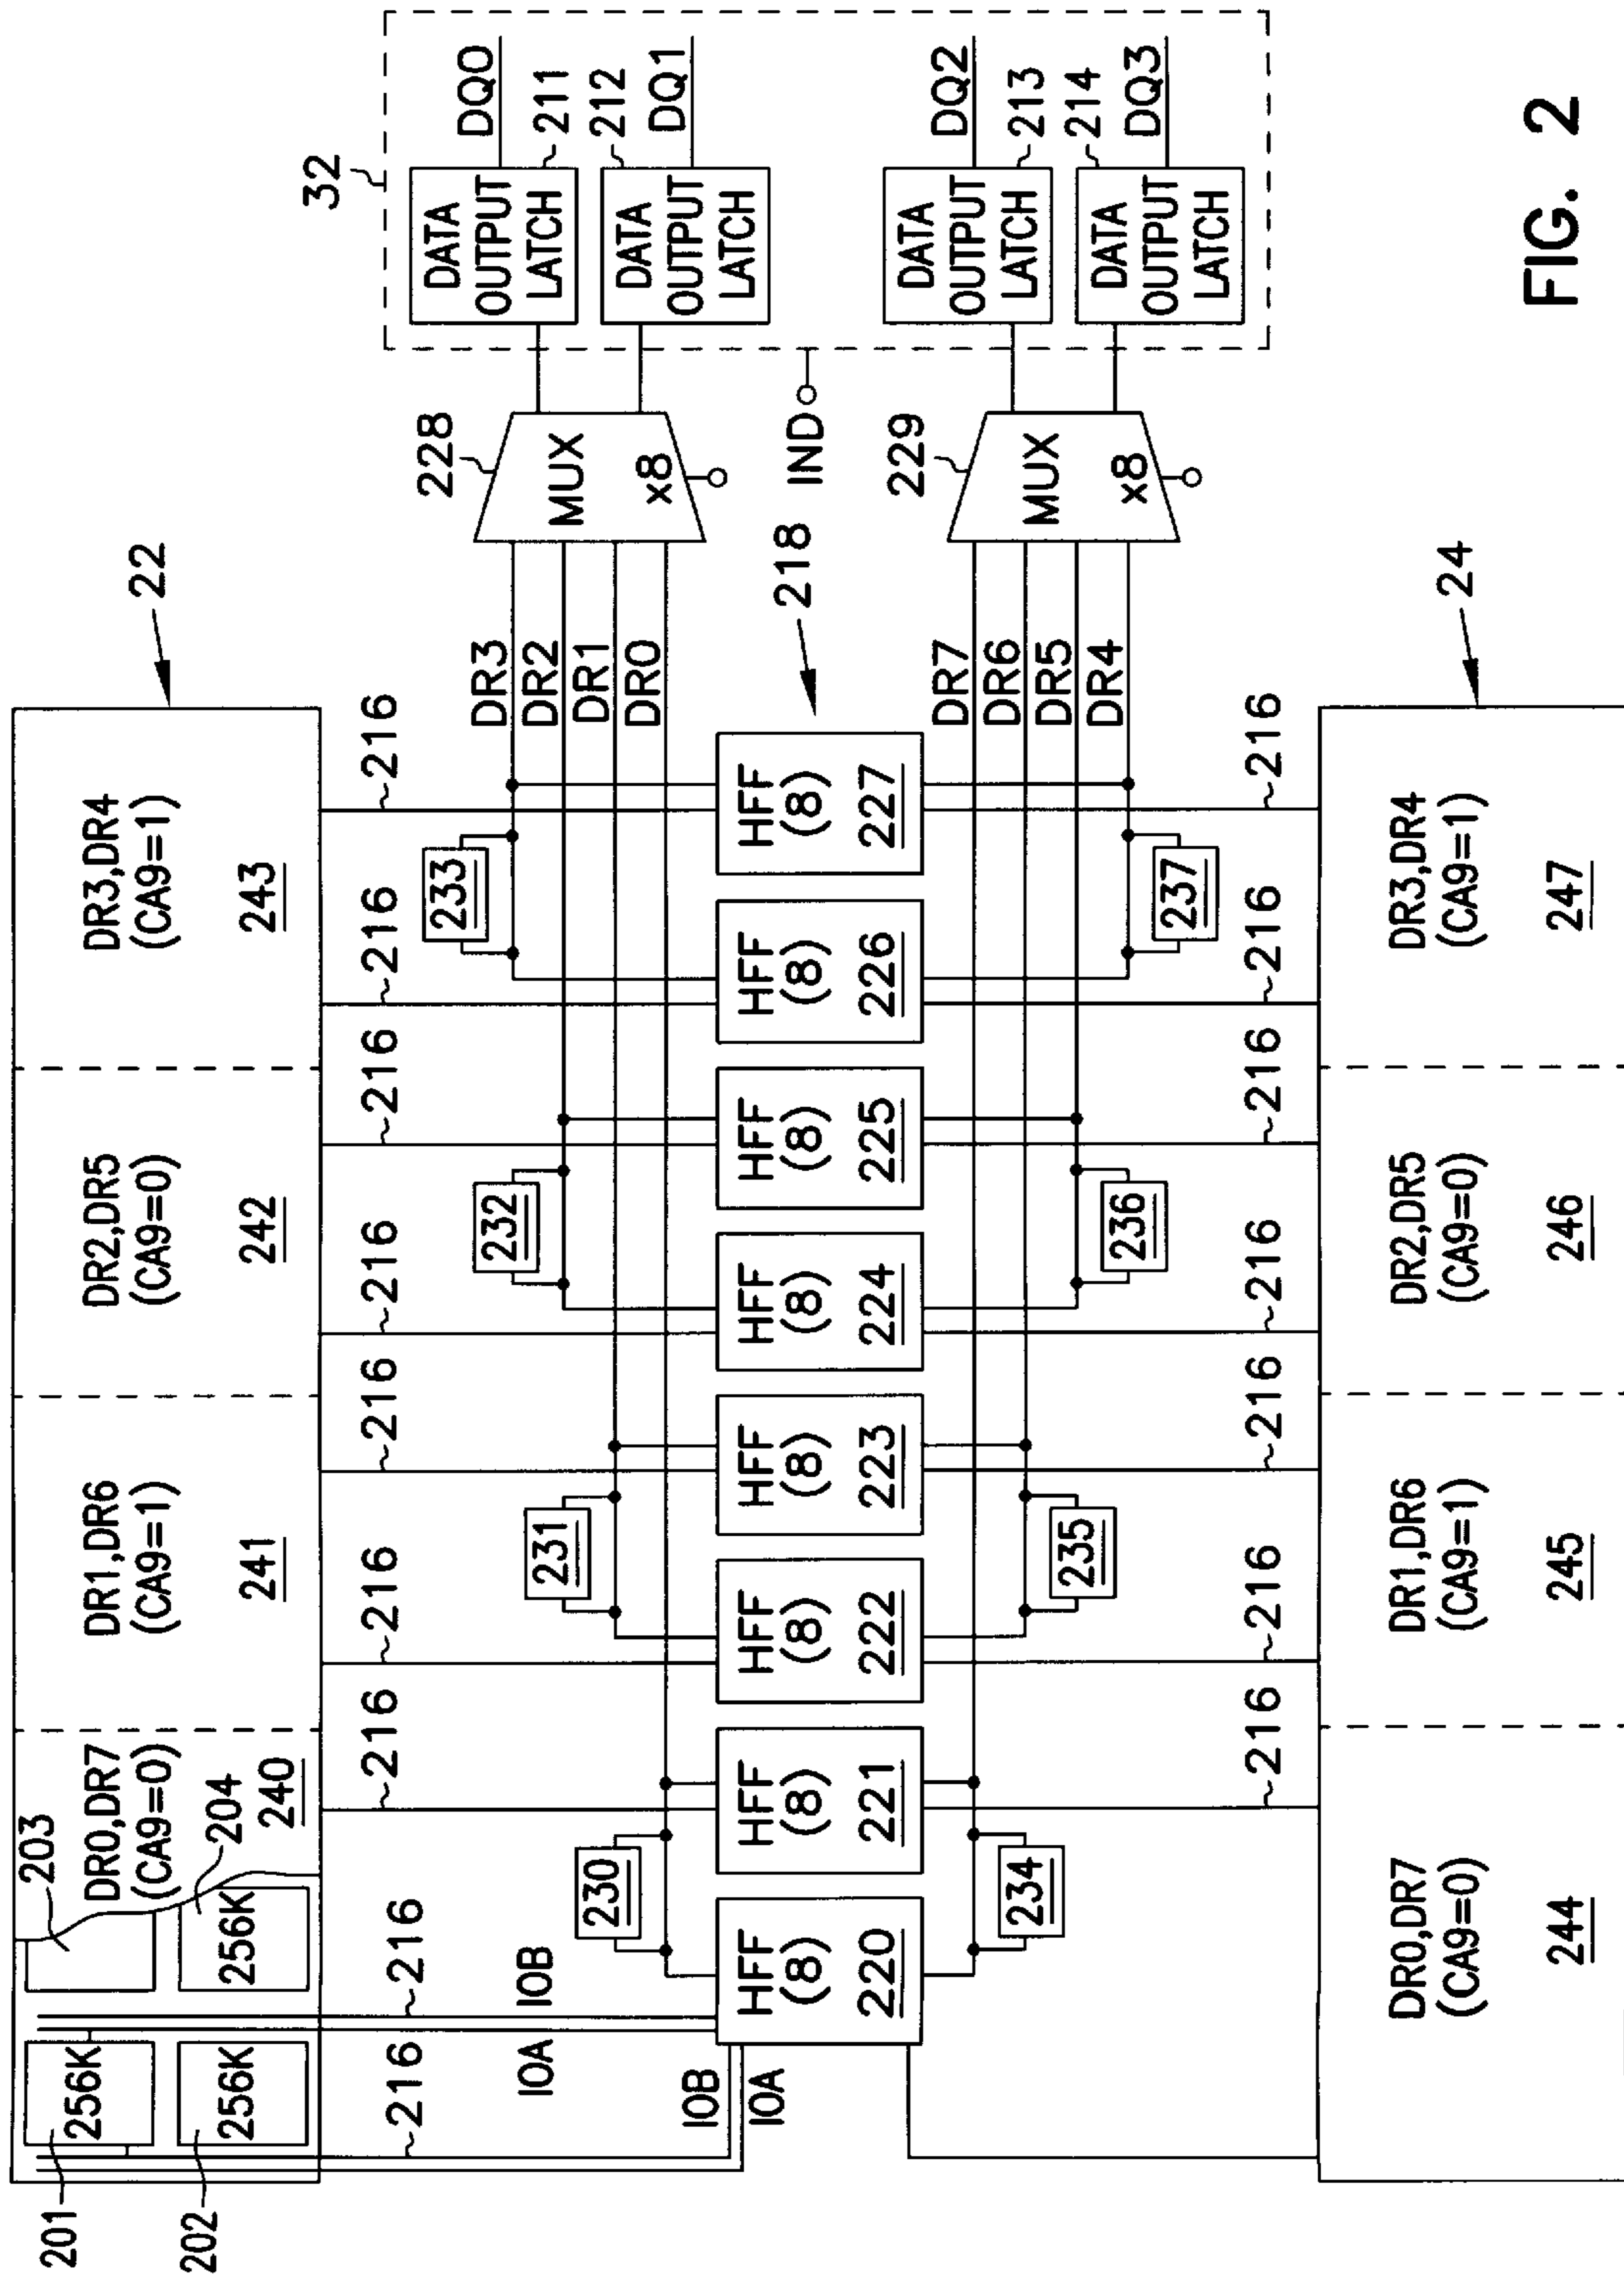 22
DR0,DR7
(CA9=0)
240
DR1,DR6
(CA9=1)
241
DR2,DR5
(CA9=0)
242
DR3,DR4
(CA9=1)
243
201
256K
202
256K
203
204
256K
216
216
216
216
216
216
216
216
216
IOA
IOB
IOB
IOA
230
231
232
233
DR3
DR2
DR1
DR0
228
MUX
x8
32
DATA
OUTPUT
LATCH
DQ0
211
212
DATA
OUTPUT
LATCH
DQ1
HFF
(8)
220
HFF
(8)
221
HFF
(8)
222
HFF
(8)
223
HFF
(8)
224
HFF
(8)
225
HFF
(8)
226
HFF
(8)
227
218
IND
234
235
236
237
DR7
DR6
DR5
DR4
229
MUX
x8
DATA
OUTPUT
LATCH
DQ2
213
214
DATA
OUTPUT
LATCH
DQ3
216
216
216
216
216
216
216
24
DR0,DR7
(CA9=0)
244
DR1,DR6
(CA9=1)
245
DR2,DR5
(CA9=0)
246
DR3,DR4
(CA9=1)
247
FIG. 2